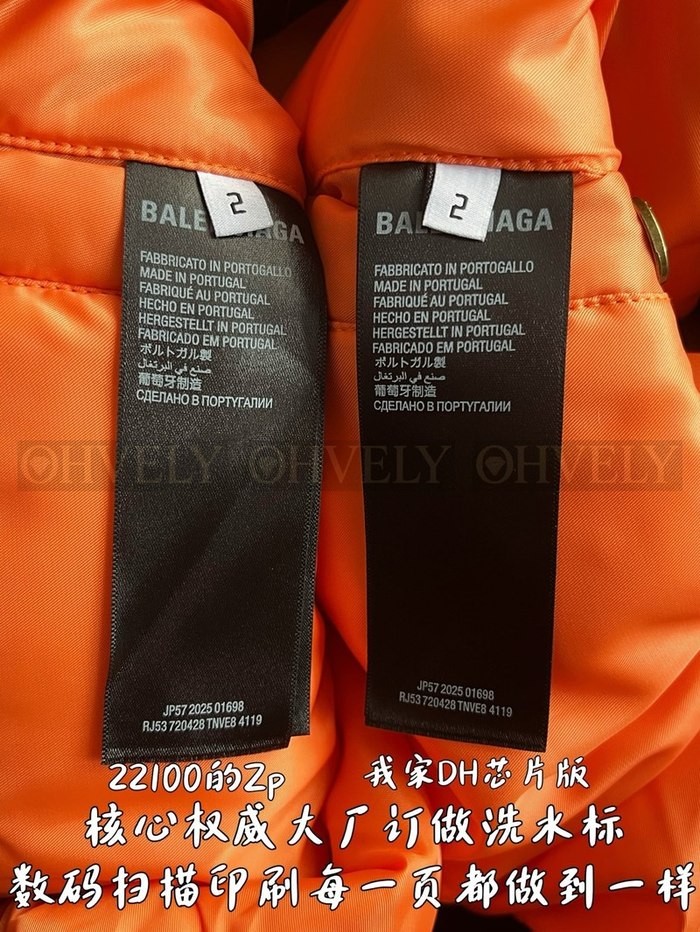 2
BALENCIAGA
FABBRICATO IN PORTOGALLO
MADE IN PORTUGAL
FABRIQUÉ AU PORTUGAL
HECHO EN PORTUGAL
HERGESTELLT IN PORTUGAL
FABRICADO EM PORTUGAL
ポルトガル製
صنع في البرتغال
葡萄牙制造
СДЕЛАНО В ПОРТУГАЛИИ
JP57 2025 01698
RJ53 720428 TNVE8 4119
2
BALENCIAGA
FABBRICATO IN PORTOGALLO
MADE IN PORTUGAL
FABRIQUÉ AU PORTUGAL
HECHO EN PORTUGAL
HERGESTELLT IN PORTUGAL
FABRICADO EM PORTUGAL
ポルトガル製
صنع في البرتغال
葡萄牙制造
СДЕЛАНО В ПОРТУГАЛИИ
JP57 2025 01698
RJ53 720428 TNVE8 4119
OHVELY OHVELY OHVELY
22100的Zp 我家DH芯片版
核心权威大厂订做洗水标
数码扫描印刷每一页都做到一样